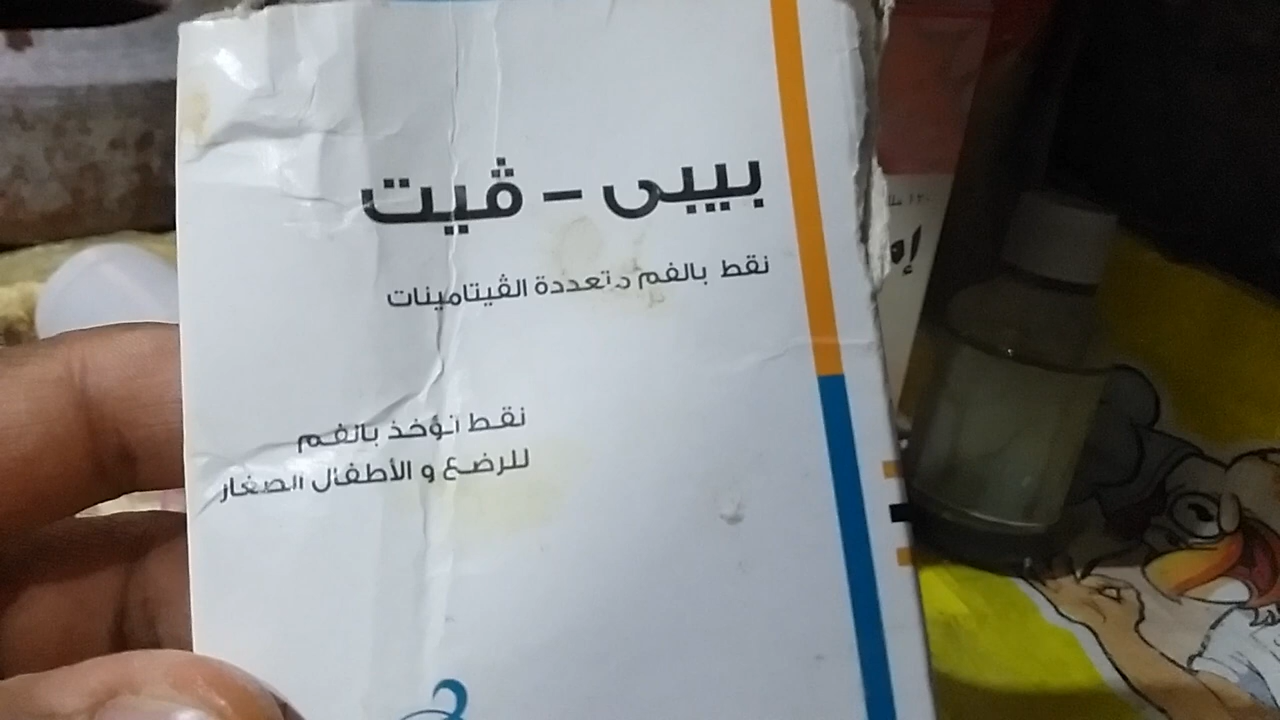 بيبى - ڤيت
نقط بالفم متعددة الڤيتامينات
نقط تؤخذ بالفم
للرضع و الأطفال الصغار